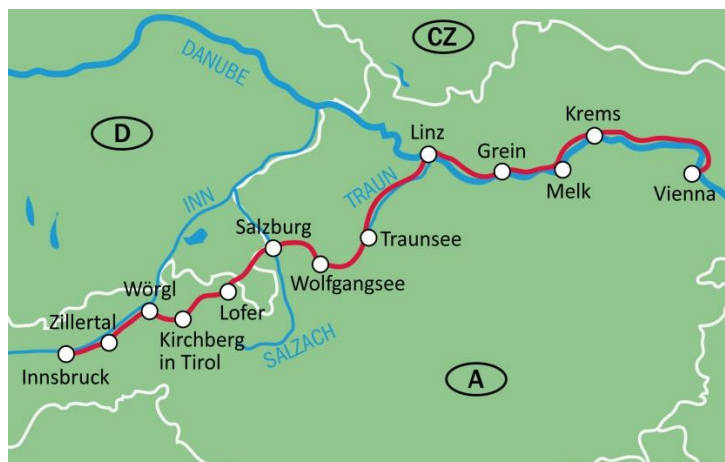 CZ
DANUBE
D
Krems
Linz
Grein
Melk
Vienna
INN
TRAUN
Salzburg
Traunsee
Wolfgangsee
Wörgl
Lofer
Zillertal
Kirchberg
in Tirol
SALZACH
Innsbruck
A